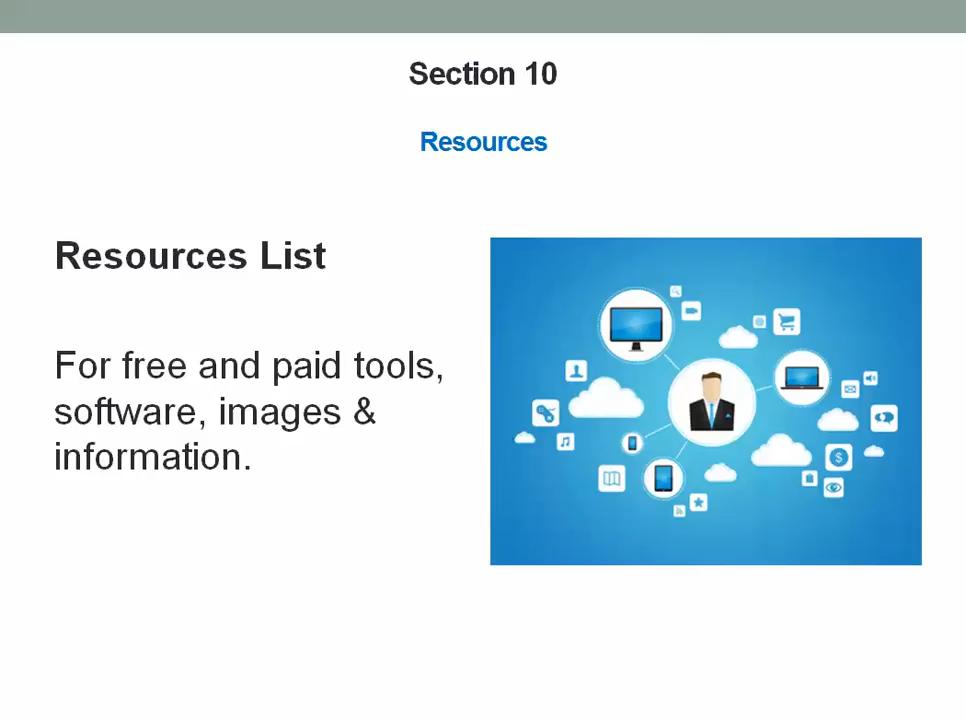 Section 10
Resources
Resources List
For free and paid tools,
software, images &
information.